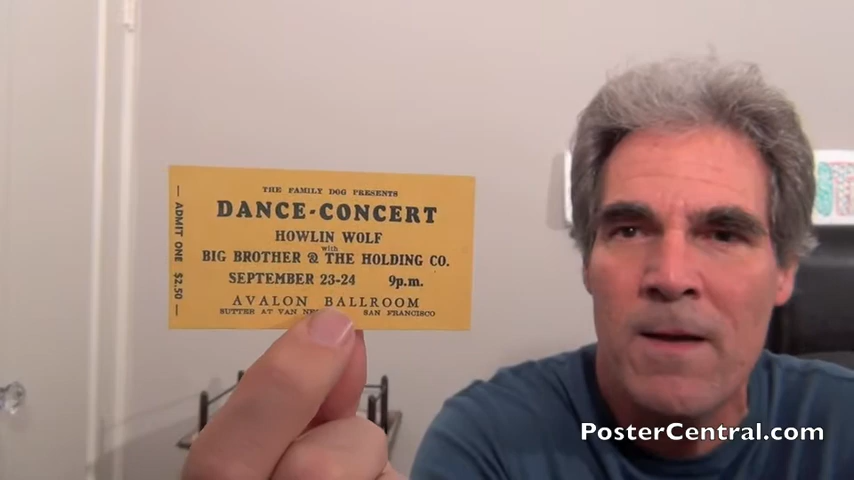 THE FAMILY DOG PRESENTS
DANCE-CONCERT
HOWLIN WOLF
with
BIG BROTHER & THE HOLDING CO.
SEPTEMBER 23-24 9p.m.
AVALON BALLROOM
SUTTER AT VAN SAN FRANCISCO
ADMIT ONE $2.50
PosterCentral.com